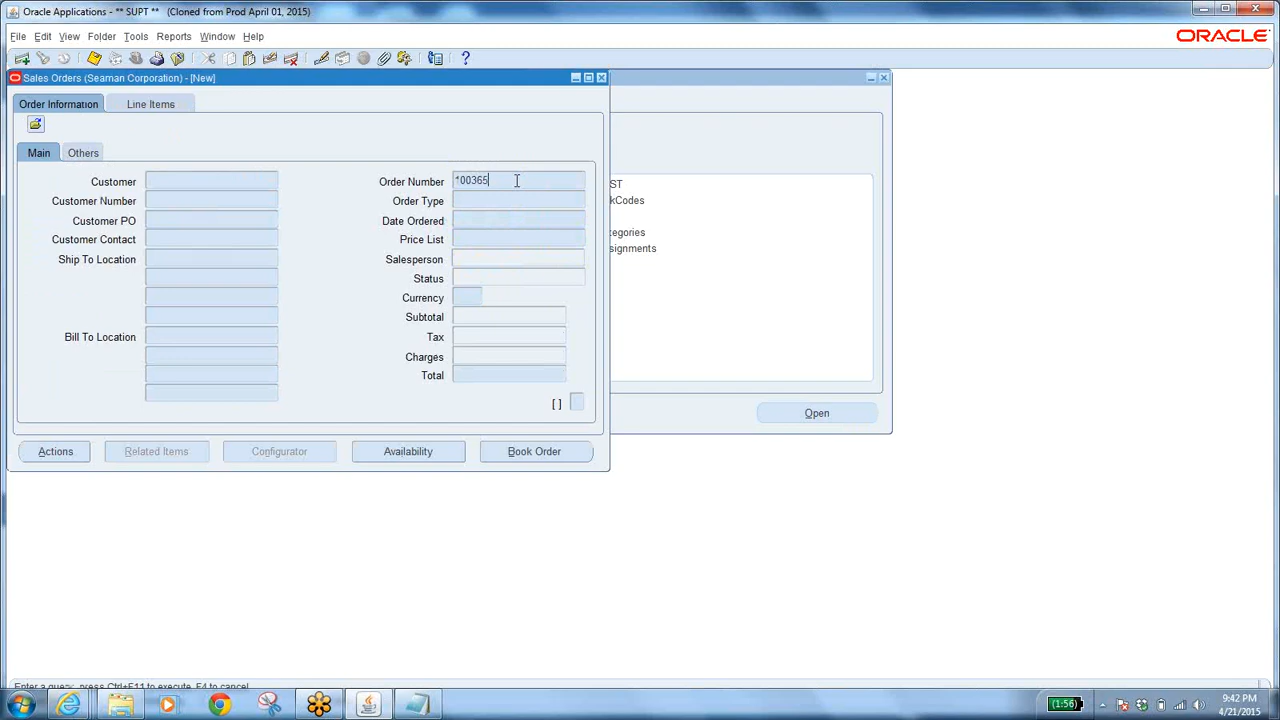 Oracle Applications - ** SUPT ** (Cloned from Prod April 01, 2015)
File Edit View Folder Tools Reports Window Help
ORACLE
Sales Orders (Seaman Corporation) - [New]
Order Information Line Items
Main Others
Customer
Customer Number
Customer PO
Customer Contact
Ship To Location
Bill To Location
Order Number *00365
Order Type
Date Ordered
Price List
Salesperson
Status
Currency
Subtotal
Tax
Charges
Total
[ ]
Actions Related Items Configurator Availability Book Order
ST
kCodes
egories
signments
Open
Enter a query; press Ctrl+F11 to execute, F4 to cancel.
(1:56)
9:42 PM
4/21/2015